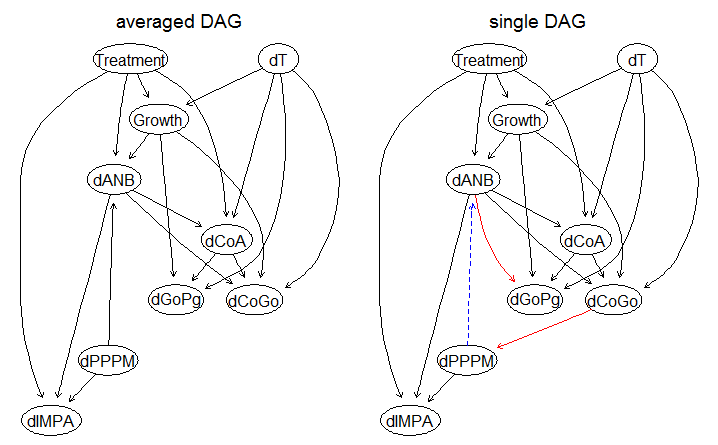 averaged DAG
Treatment
dT
Growth
dANB
dCoA
dGoPg
dCoGo
dPPPM
dIMPA
single DAG
Treatment
dT
Growth
dANB
dCoA
dGoPg
dCoGo
dPPPM
dIMPA